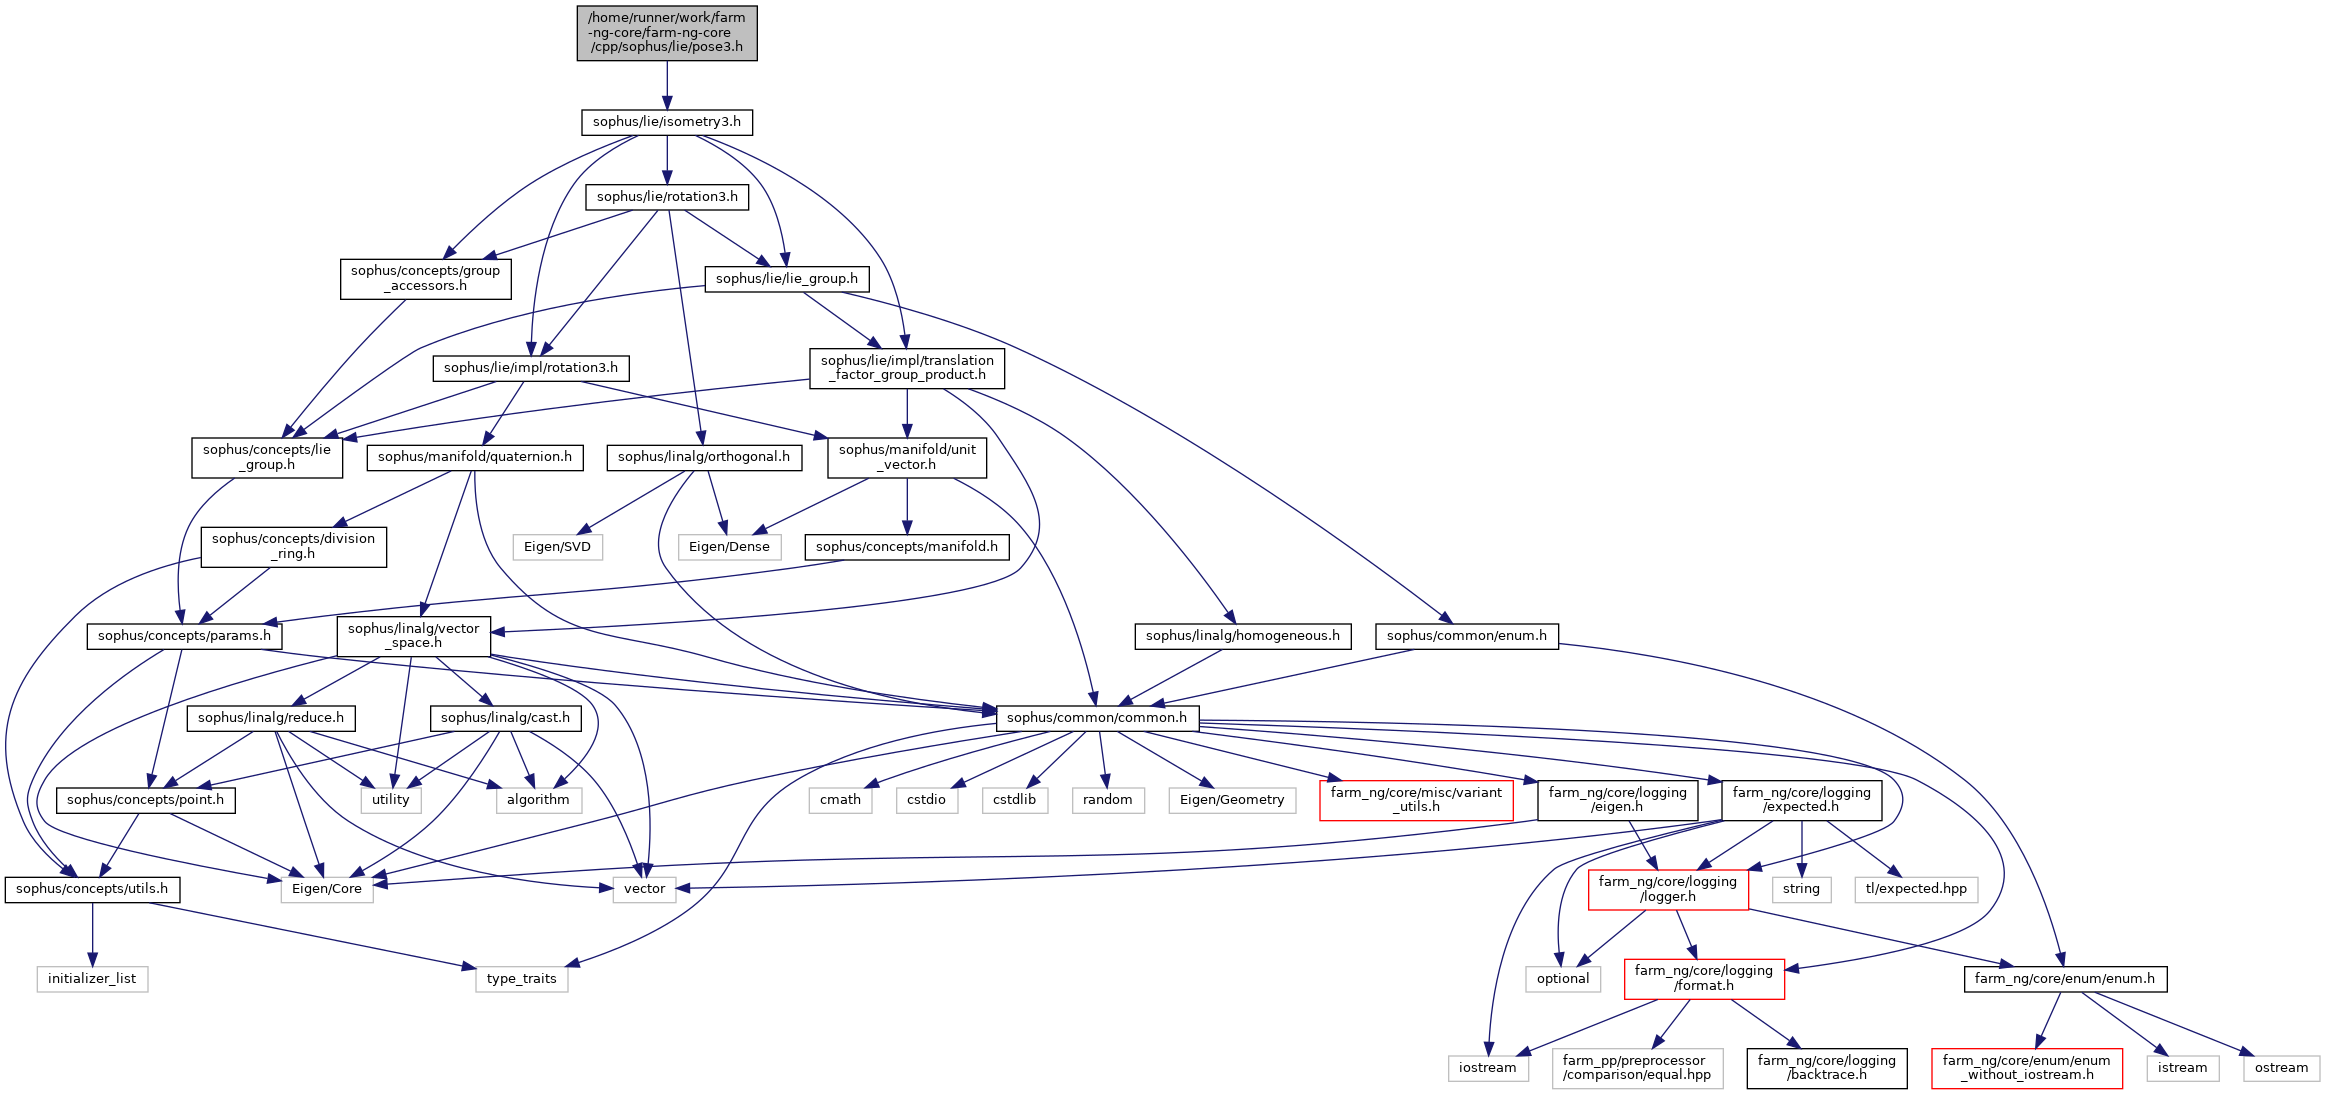 /home/runner/work/farm
-ng-core/farm-ng-core
/cpp/sophus/lie/pose3.h
sophus/lie/isometry3.h
sophus/lie/rotation3.h
sophus/concepts/group
_accessors.h
sophus/lie/lie_group.h
sophus/lie/impl/rotation3.h
sophus/lie/impl/translation
_factor_group_product.h
sophus/concepts/lie
_group.h
sophus/manifold/quaternion.h
sophus/linalg/orthogonal.h
sophus/manifold/unit
_vector.h
sophus/concepts/division
_ring.h
Eigen/SVD
Eigen/Dense
sophus/concepts/manifold.h
sophus/concepts/params.h
sophus/linalg/vector
_space.h
sophus/linalg/homogeneous.h
sophus/common/enum.h
sophus/linalg/reduce.h
sophus/linalg/cast.h
sophus/common/common.h
sophus/concepts/point.h
utility
algorithm
cmath
cstdio
cstdlib
random
Eigen/Geometry
farm_ng/core/misc/variant
_utils.h
farm_ng/core/logging
/eigen.h
farm_ng/core/logging
/expected.h
sophus/concepts/utils.h
Eigen/Core
vector
farm_ng/core/logging
/logger.h
string
tl/expected.hpp
initializer_list
type_traits
optional
farm_ng/core/logging
/format.h
farm_ng/core/enum/enum.h
iostream
farm_pp/preprocessor
/comparison/equal.hpp
farm_ng/core/logging
/backtrace.h
farm_ng/core/enum/enum
_without_iostream.h
istream
ostream